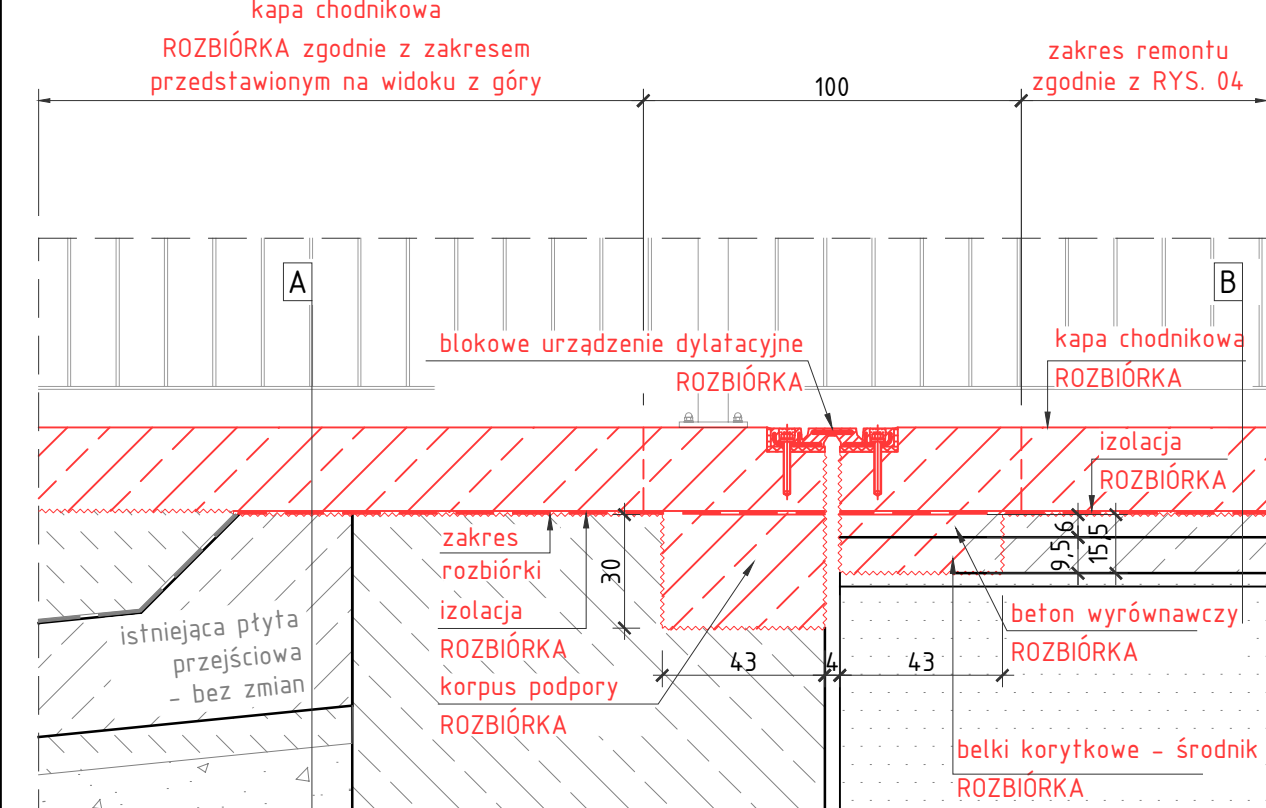 kapa chodnikowa
ROZBIÓRKA zgodnie z zakresem
przedstawionym na widoku z góry
zakres remontu
zgodnie z RYS. 04
100
A
B
blokowe urządzenie dylatacyjne
ROZBIÓRKA
kapa chodnikowa
ROZBIÓRKA
izolacja
ROZBIÓRKA
zakres
rozbiórki
izolacja
ROZBIÓRKA
korpus podpory
ROZBIÓRKA
30
6
9,5
15,5
istniejąca płyta
przejściowa
- bez zmian
43
4
43
beton wyrównawczy
ROZBIÓRKA
belki korytkowe - środnik
ROZBIÓRKA